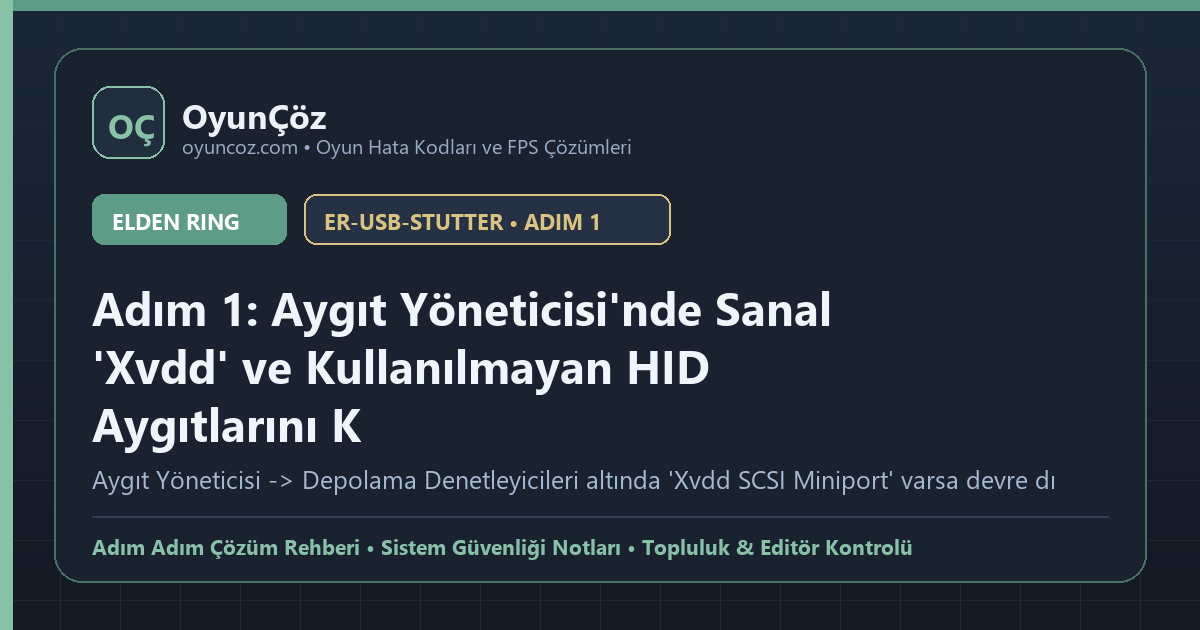 OÇ
OyunÇöz
oyuncoz.com • Oyun Hata Kodları ve FPS Çözümleri
ELDEN RING
ER-USB-STUTTER • ADIM 1
Adım 1: Aygıt Yöneticisi'nde Sanal
'Xvdd' ve Kullanılmayan HID
Aygıtlarını K
Aygıt Yöneticisi -> Depolama Denetleyicileri altında 'Xvdd SCSI Miniport' varsa devre dı
Adım Adım Çözüm Rehberi • Sistem Güvenliği Notları • Topluluk & Editör Kontrolü